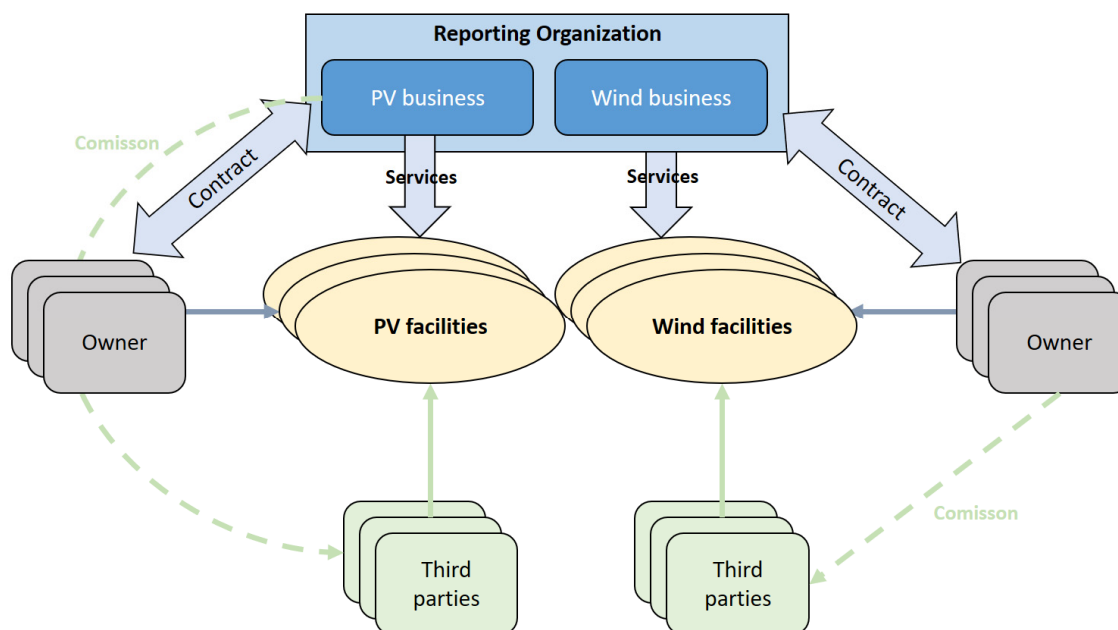 Reporting Organization
PV business
Wind business
Comisson
Contract
Services
Services
Contract
Owner
PV facilities
Wind facilities
Owner
Comisson
Third
parties
Third
parties